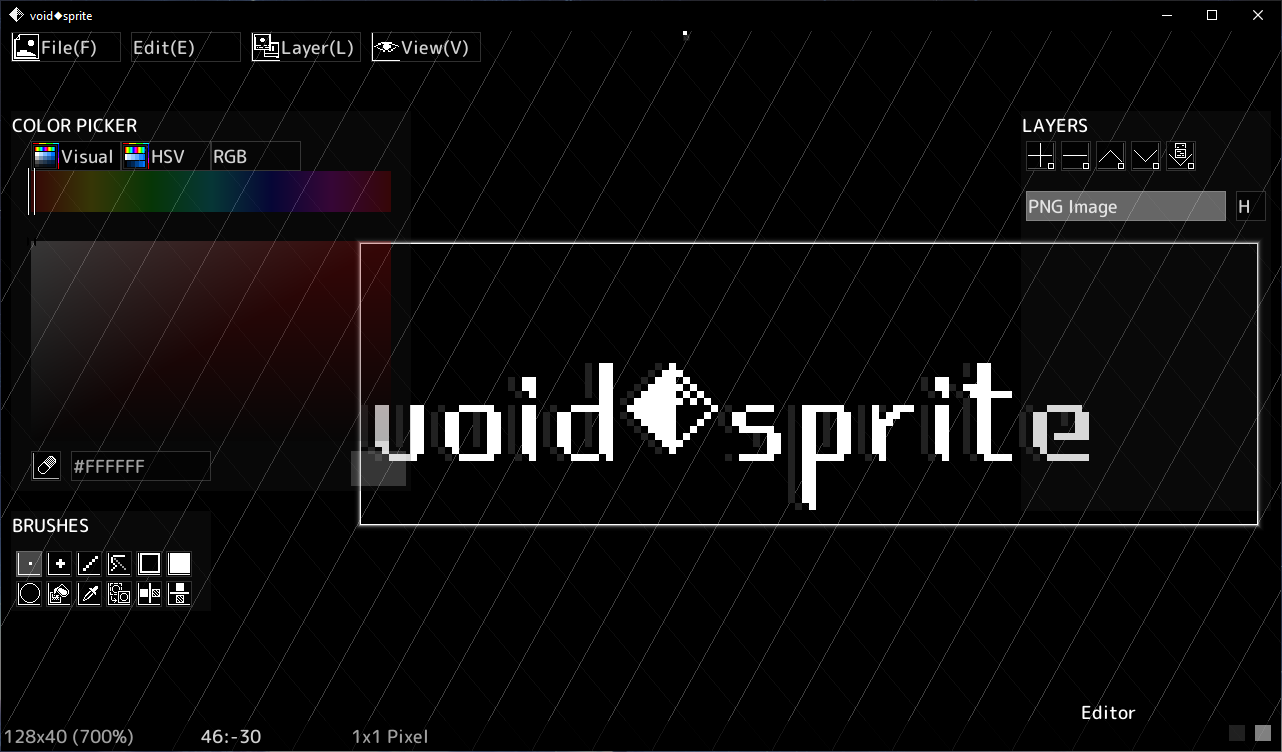 void◆sprite
File(F) Edit(E) Layer(L) View(V)
COLOR PICKER
Visual HSV RGB
#FFFFFF
BRUSHES
LAYERS
PNG Image H
void◆sprite
Editor
128x40 (700%) 46:-30 1x1 Pixel